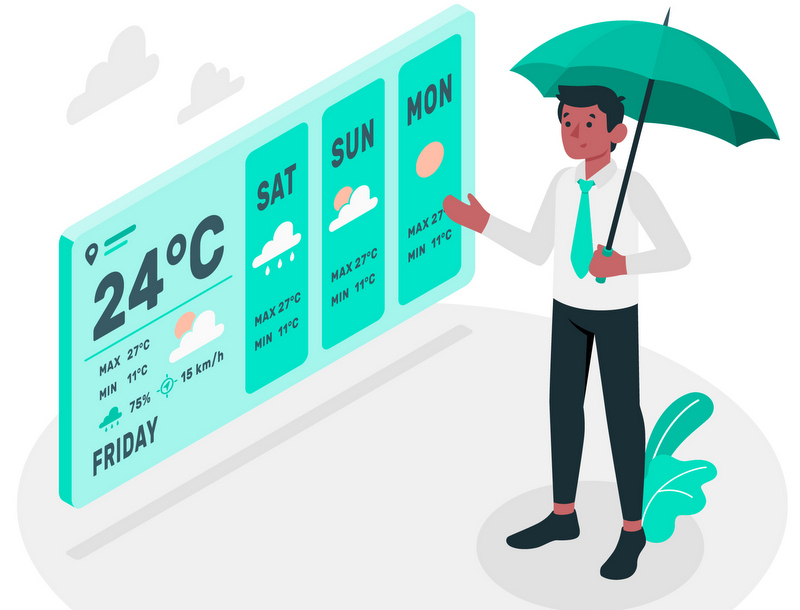 24°C
MAX 27°C
MIN 11°C
75%
15 km/h
FRIDAY
SAT
MAX 27°C
MIN 11°C
SUN
MAX 27°C
MIN 11°C
MON
MAX 27
MIN 11°C